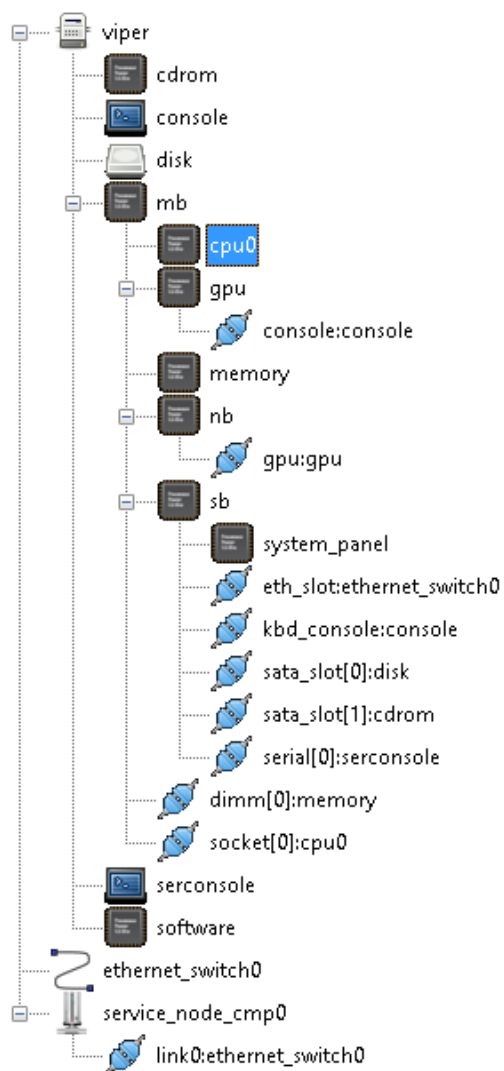 viper
cdrom
console
disk
mb
cpu0
gpu
console:console
memory
nb
gpu:gpu
sb
system_panel
eth_slot:ethernet_switch0
kbd_console:console
sata_slot[0]:disk
sata_slot[1]:cdrom
serial[0]:serconsole
dimm[0]:memory
socket[0]:cpu0
serconsole
software
ethernet_switch0
service_node_cmp0
link0:ethernet_switch0